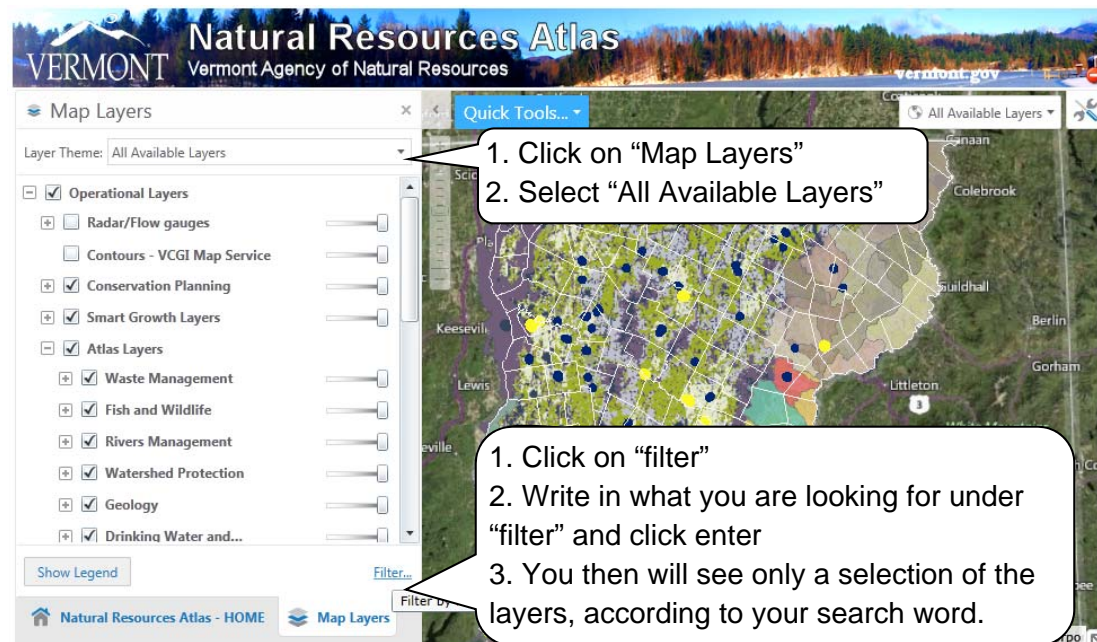 Natural Resources Atlas
VERMONT
Vermont Agency of Natural Resources
vermont.gov
Map Layers
Quick Tools...
All Available Layers
Layer Theme: All Available Layers
1. Click on “Map Layers”
2. Select “All Available Layers”
Canaan
Colebrook
Operational Layers
Radar/Flow gauges
Contours - VCGI Map Service
Conservation Planning
Smart Growth Layers
Atlas Layers
Waste Management
Fish and Wildlife
Rivers Management
Watershed Protection
Geology
Drinking Water and...
Guildhall
Berlin
Gorham
Lewis
Littleton
3
1. Click on “filter”
2. Write in what you are looking for under
“filter” and click enter
3. You then will see only a selection of the
layers, according to your search word.
Show Legend
Filter...
Filter by
Natural Resources Atlas - HOME
Map Layers